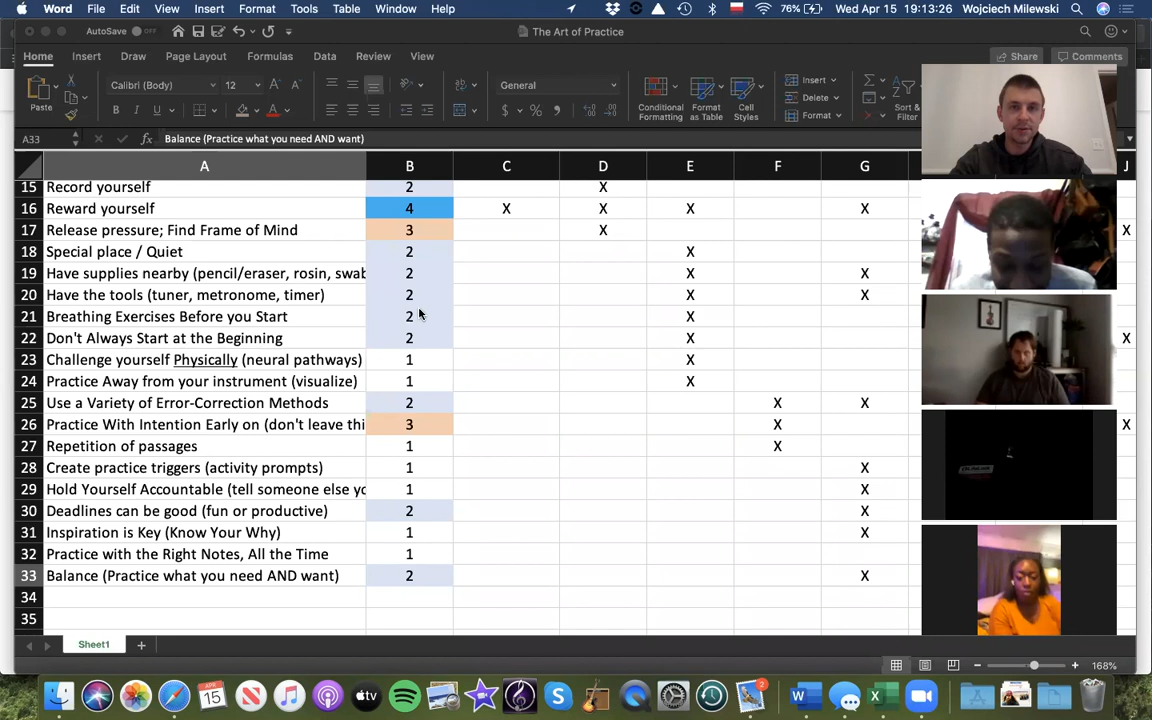 Word File Edit View Insert Format Tools Table Window Help 76% Wed Apr 15 19:13:26 Wojciech Milewski
AutoSave OFF The Art of Practice
Home Insert Draw Page Layout Formulas Data Review View Share Comments
Paste Calibri (Body) 12 A A General Conditional Formatting Format as Table Cell Styles Insert Delete Format Sort & Filter
B I U A $ %
A33 fx Balance (Practice what you need AND want)
A B C D E F G J
15 Record yourself 2 X
16 Reward yourself 4 X X X X
17 Release pressure; Find Frame of Mind 3 X X
18 Special place / Quiet 2 X
19 Have supplies nearby (pencil/eraser, rosin, swab 2 X X
20 Have the tools (tuner, metronome, timer) 2 X X
21 Breathing Exercises Before you Start 2 X
22 Don't Always Start at the Beginning 2 X X
23 Challenge yourself Physically (neural pathways) 1 X
24 Practice Away from your instrument (visualize) 1 X
25 Use a Variety of Error-Correction Methods 2 X X
26 Practice With Intention Early on (don't leave thi 3 X X
27 Repetition of passages 1 X
28 Create practice triggers (activity prompts) 1 X
29 Hold Yourself Accountable (tell someone else yo 1 X
30 Deadlines can be good (fun or productive) 2 X
31 Inspiration is Key (Know Your Why) 1 X
32 Practice with the Right Notes, All the Time 1
33 Balance (Practice what you need AND want) 2 X
34
35
Sheet1 +
168%
APR 15 tv 2